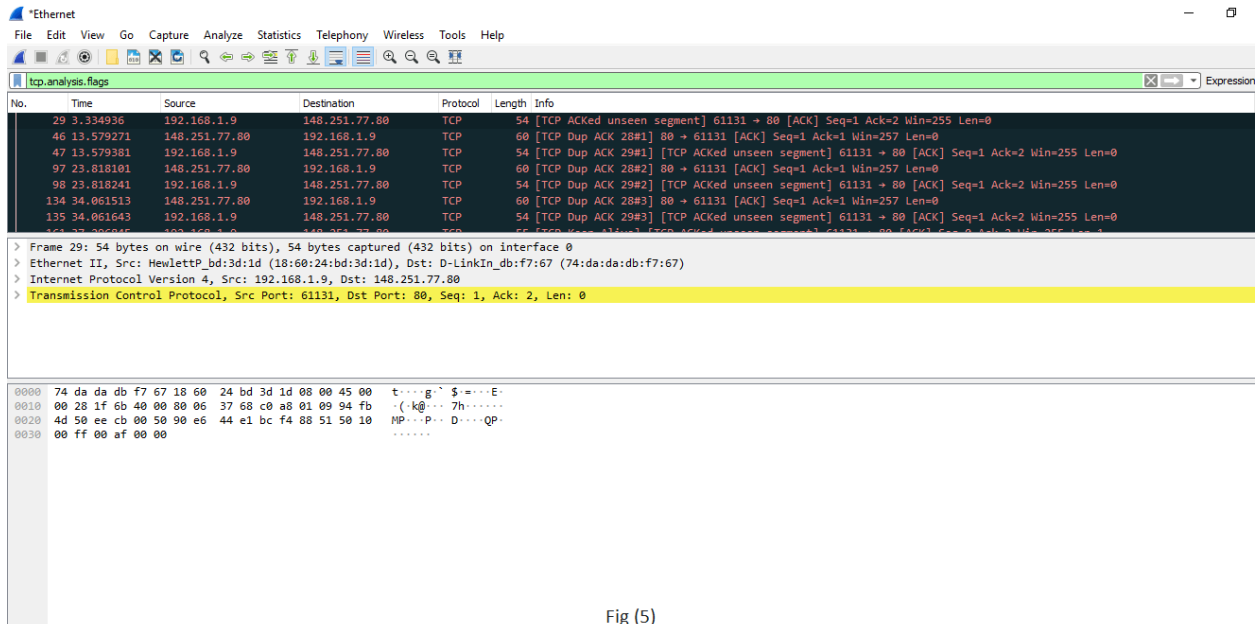 *Ethernet
File Edit View Go Capture Analyze Statistics Telephony Wireless Tools Help
tcp.analysis.flags
Expression
No. Time Source Destination Protocol Length Info
29 3.334936 192.168.1.9 148.251.77.80 TCP 54 [TCP ACKed unseen segment] 61131 → 80 [ACK] Seq=1 Ack=2 Win=255 Len=0
46 13.579271 148.251.77.80 192.168.1.9 TCP 60 [TCP Dup ACK 28#1] 80 → 61131 [ACK] Seq=1 Ack=1 Win=257 Len=0
47 13.579381 192.168.1.9 148.251.77.80 TCP 54 [TCP Dup ACK 29#1] [TCP ACKed unseen segment] 61131 → 80 [ACK] Seq=1 Ack=2 Win=255 Len=0
97 23.818101 148.251.77.80 192.168.1.9 TCP 60 [TCP Dup ACK 28#2] 80 → 61131 [ACK] Seq=1 Ack=1 Win=257 Len=0
98 23.818241 192.168.1.9 148.251.77.80 TCP 54 [TCP Dup ACK 29#2] [TCP ACKed unseen segment] 61131 → 80 [ACK] Seq=1 Ack=2 Win=255 Len=0
134 34.061513 148.251.77.80 192.168.1.9 TCP 60 [TCP Dup ACK 28#3] 80 → 61131 [ACK] Seq=1 Ack=1 Win=257 Len=0
135 34.061643 192.168.1.9 148.251.77.80 TCP 54 [TCP Dup ACK 29#3] [TCP ACKed unseen segment] 61131 → 80 [ACK] Seq=1 Ack=2 Win=255 Len=0
> Frame 29: 54 bytes on wire (432 bits), 54 bytes captured (432 bits) on interface 0
> Ethernet II, Src: HewlettP_bd:3d:1d (18:60:24:bd:3d:1d), Dst: D-LinkIn_db:f7:67 (74:da:da:db:f7:67)
> Internet Protocol Version 4, Src: 192.168.1.9, Dst: 148.251.77.80
> Transmission Control Protocol, Src Port: 61131, Dst Port: 80, Seq: 1, Ack: 2, Len: 0
0000 74 da da db f7 67 18 60 24 bd 3d 1d 08 00 45 00 t····g·` $·=···E·
0010 00 28 1f 6b 40 00 80 06 37 68 c0 a8 01 09 94 fb ·(·k@··· 7h······
0020 4d 50 ee cb 00 50 90 e6 44 e1 bc f4 88 51 50 10 MP···P·· D····QP·
0030 00 ff 00 af 00 00 ······
Fig (5)